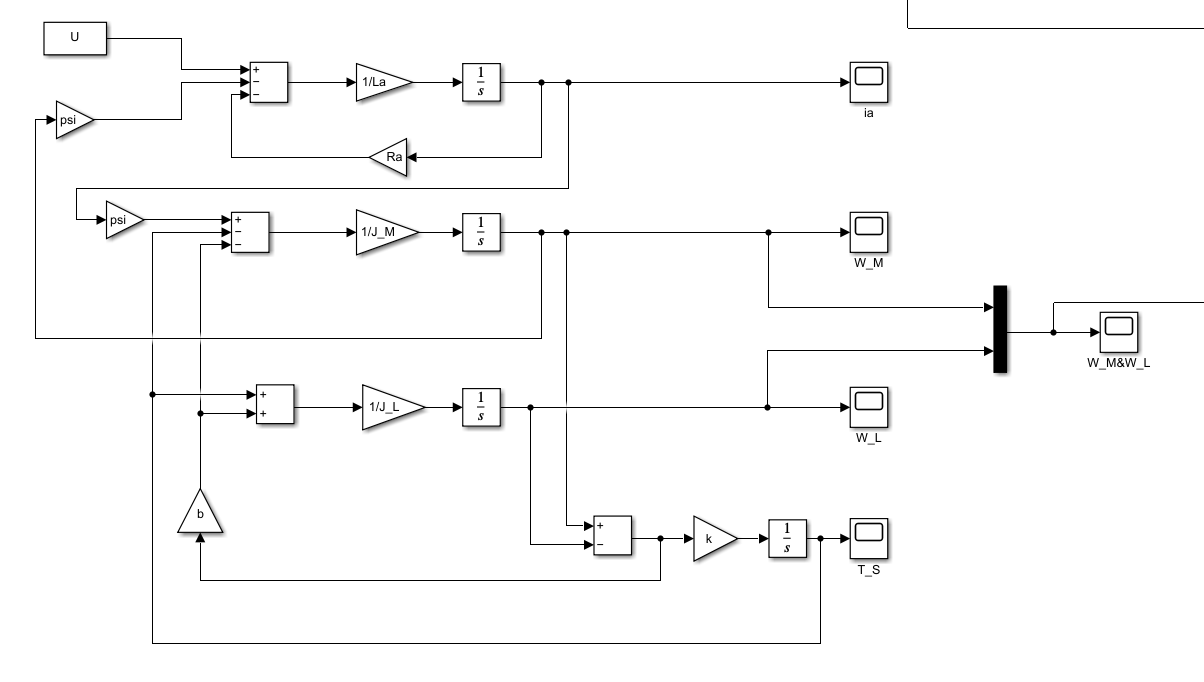 U
+
−
−
1/La
1
s
ia
psi
Ra
psi
+
−
−
1/J_M
1
s
W_M
W_M&W_L
+
+
1/J_L
1
s
W_L
b
+
−
k
1
s
T_S